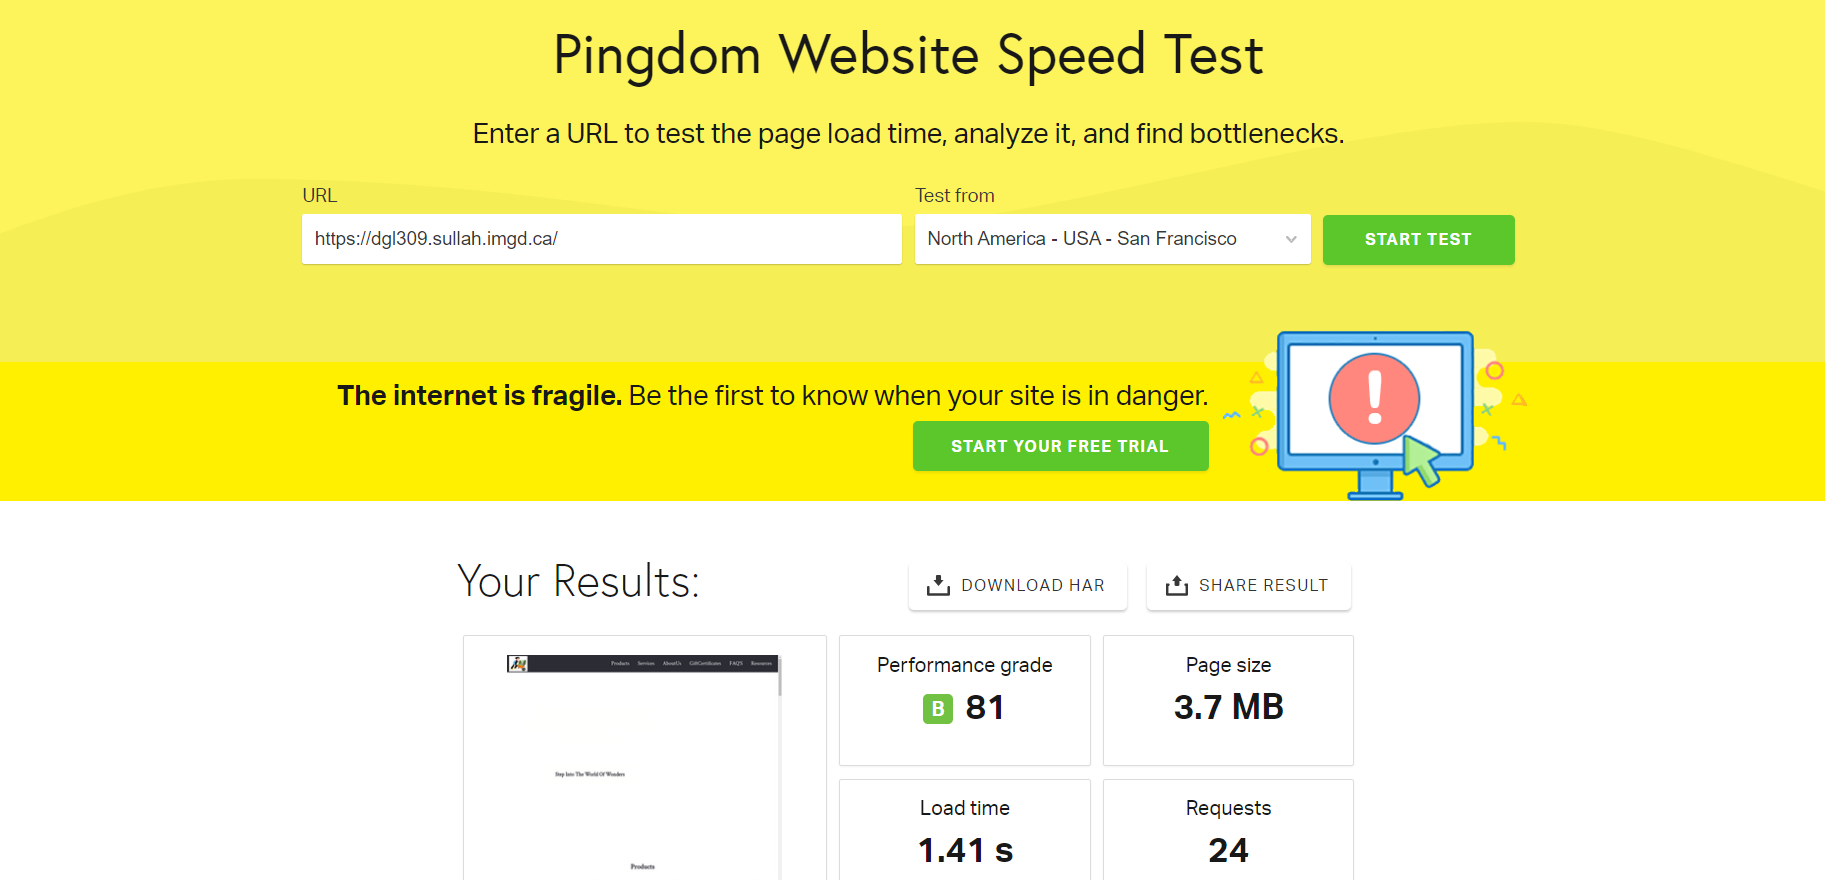 Pingdom Website Speed Test
Enter a URL to test the page load time, analyze it, and find bottlenecks.
URL
Test from
https://dgl309.sullah.imgd.ca/
North America - USA - San Francisco
START TEST
The internet is fragile. Be the first to know when your site is in danger.
START YOUR FREE TRIAL
Your Results:
DOWNLOAD HAR
SHARE RESULT
Products Services AboutUs GiftCertificates FAQ'S Resources
Step Into The World Of Wonders
Products
Performance grade
B 81
Page size
3.7 MB
Load time
1.41 s
Requests
24